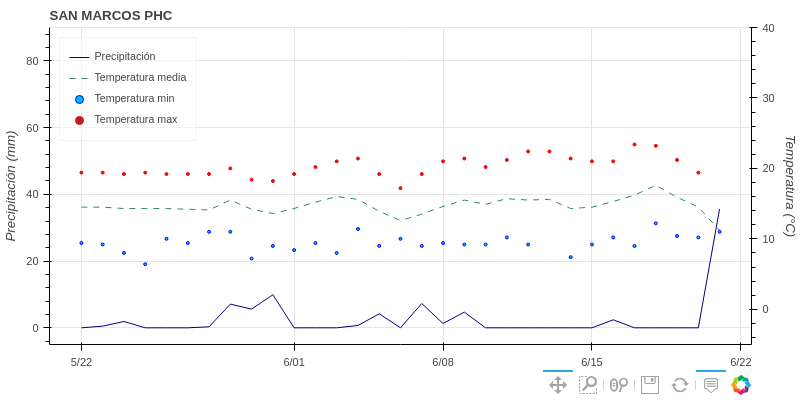 SAN MARCOS PHC
Precipitación
Temperatura media
Temperatura min
Temperatura max
Precipitación (mm)
80
60
40
20
0
Temperatura (°C)
40
30
20
10
0
5/22
6/01
6/08
6/15
6/22